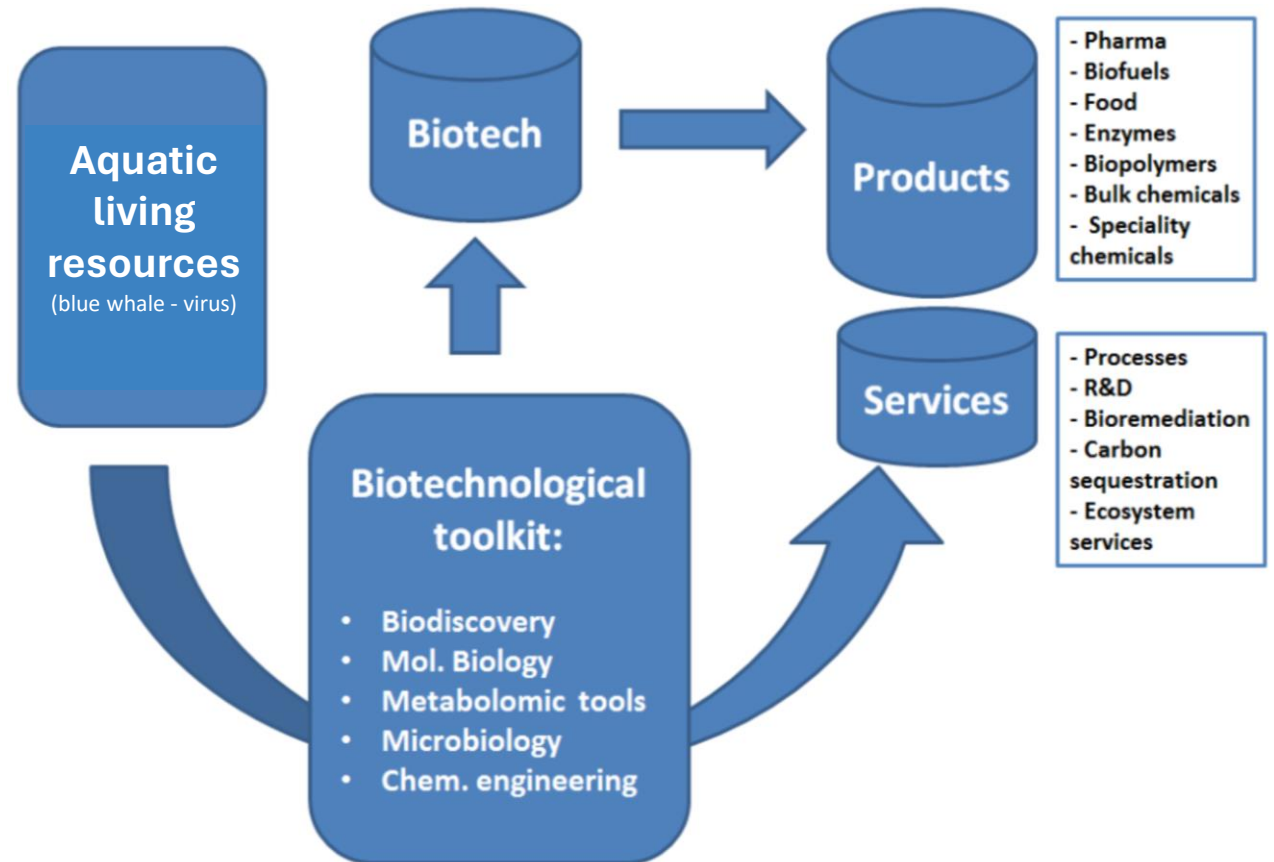 Aquatic
living
resources
(blue whale - virus)
Biotech
Products
- Pharma
- Biofuels
- Food
- Enzymes
- Biopolymers
- Bulk chemicals
- Speciality
chemicals
Services
- Processes
- R&D
- Bioremediation
- Carbon
sequestration
- Ecosystem
services
Biotechnological
toolkit:
• Biodiscovery
• Mol. Biology
• Metabolomic tools
• Microbiology
• Chem. engineering